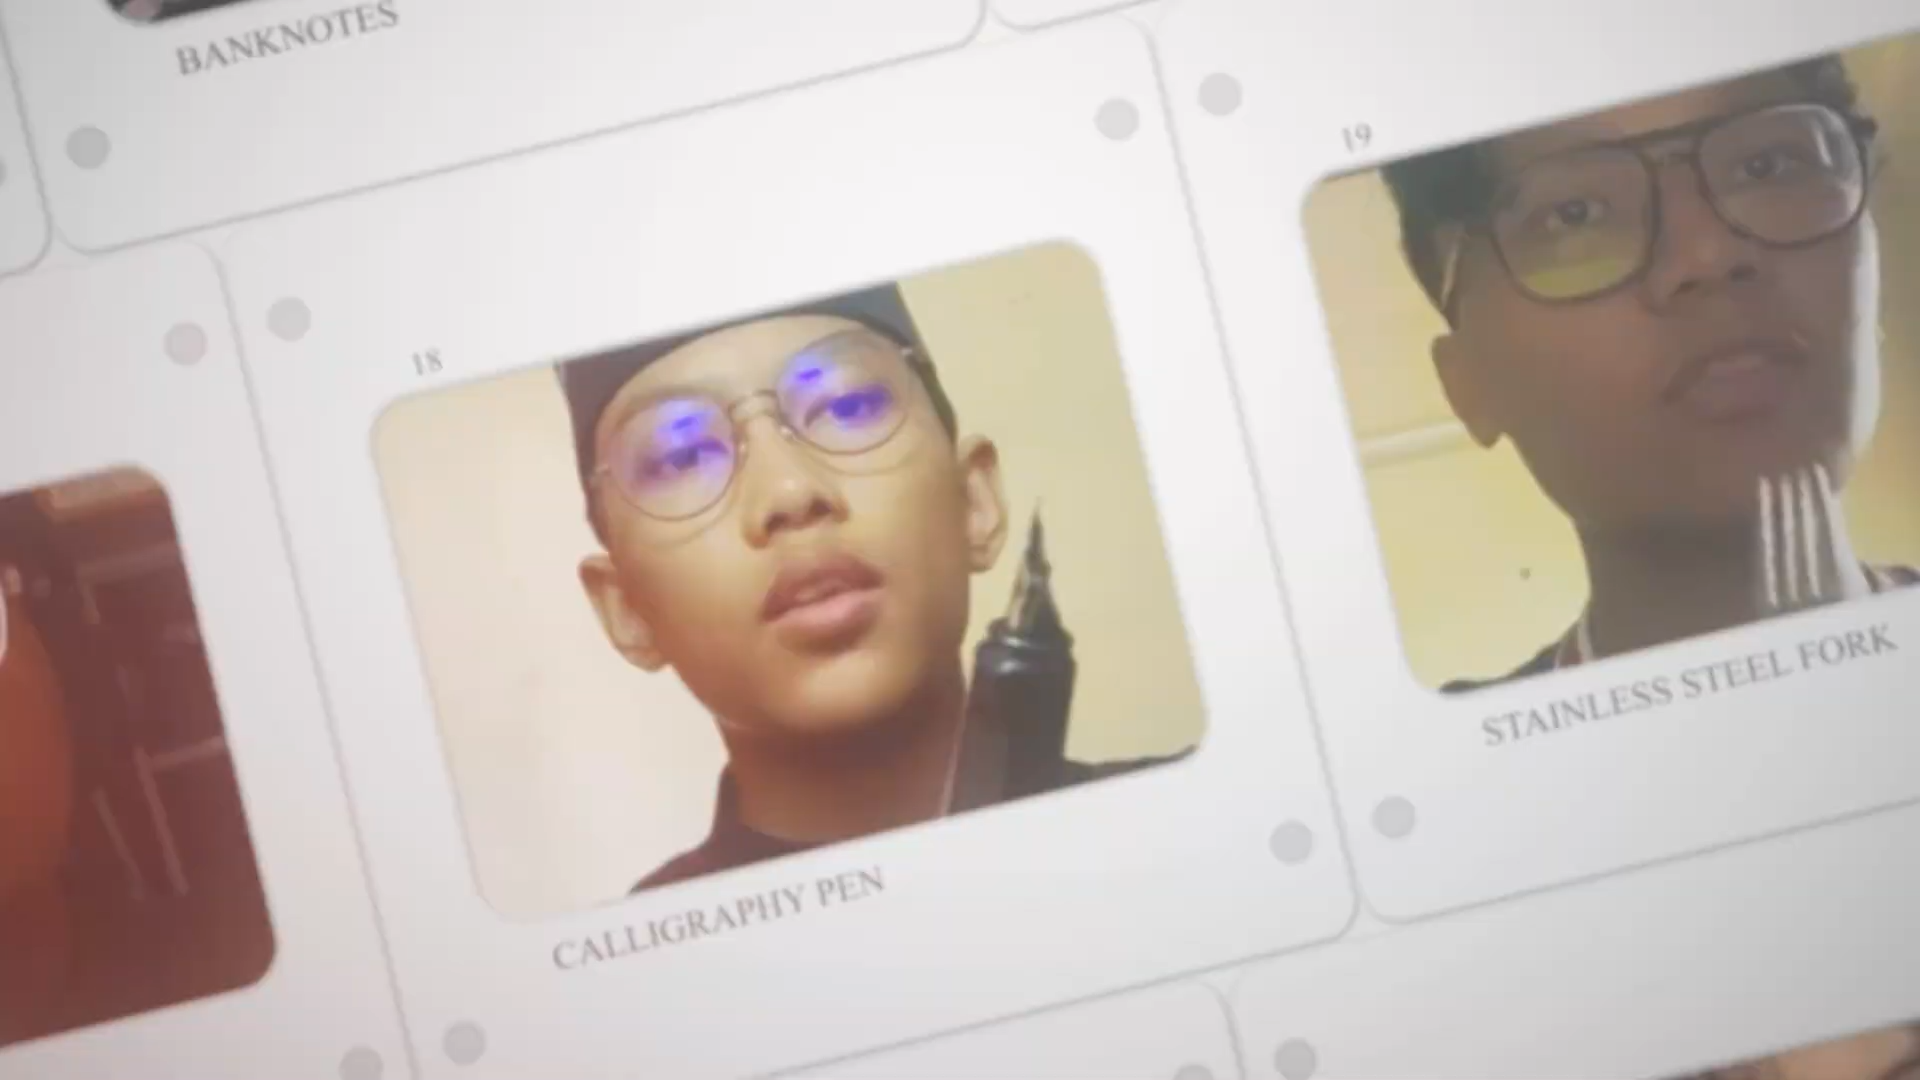 BANKNOTES
18
CALLIGRAPHY PEN
19
STAINLESS STEEL FORK